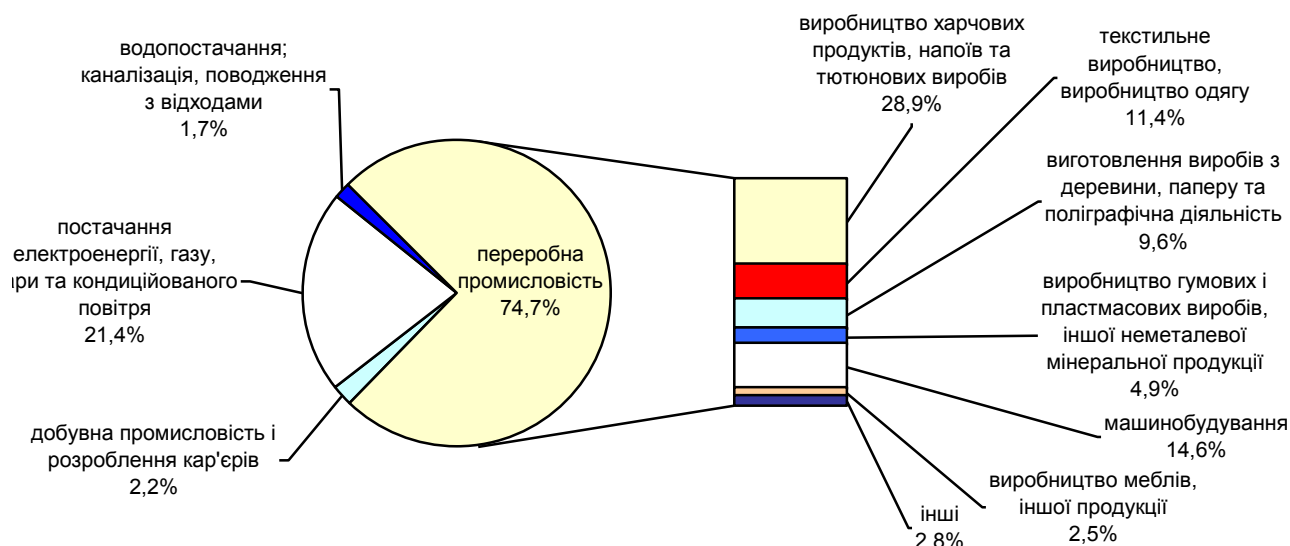 водопостачання;
каналізація, поводження
з відходами
1,7%
постачання
електроенергії, газу,
ри та кондиційованого
повітря
21,4%
добувна промисловість і
розроблення кар'єрів
2,2%
переробна
промисловість
74,7%
виробництво харчових
продуктів, напоїв та
тютюнових виробів
28,9%
текстильне
виробництво,
виробництво одягу
11,4%
виготовлення виробів з
деревини, паперу та
поліграфічна діяльність
9,6%
виробництво гумових і
пластмасових виробів,
іншої неметалевої
мінеральної продукції
4,9%
машинобудування
14,6%
виробництво меблів,
іншої продукції
2,5%
інші
2,8%